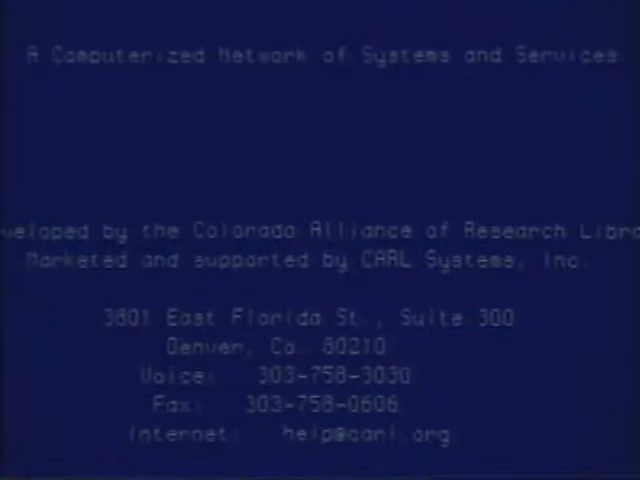 A Computerized Network of Systems and Services
veloped by the Colorado Alliance of Research Libra
Marketed and supported by CARL Systems, Inc.
3801 East Florida St., Suite 300
Denver, Co. 80210
Voice: 303-758-3030
Fax: 303-758-0606
Internet: help@carl.org